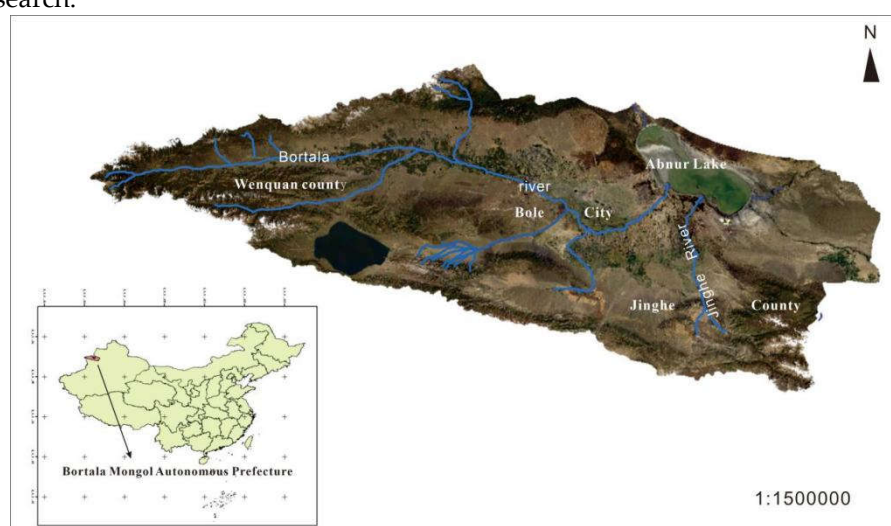 search.
N
Abnur Lake
Bortala
Wenquan county
river
Bole
City
Jinghe River
Jinghe
County
Bortala Mongol Autonomous Prefecture
1:1500000